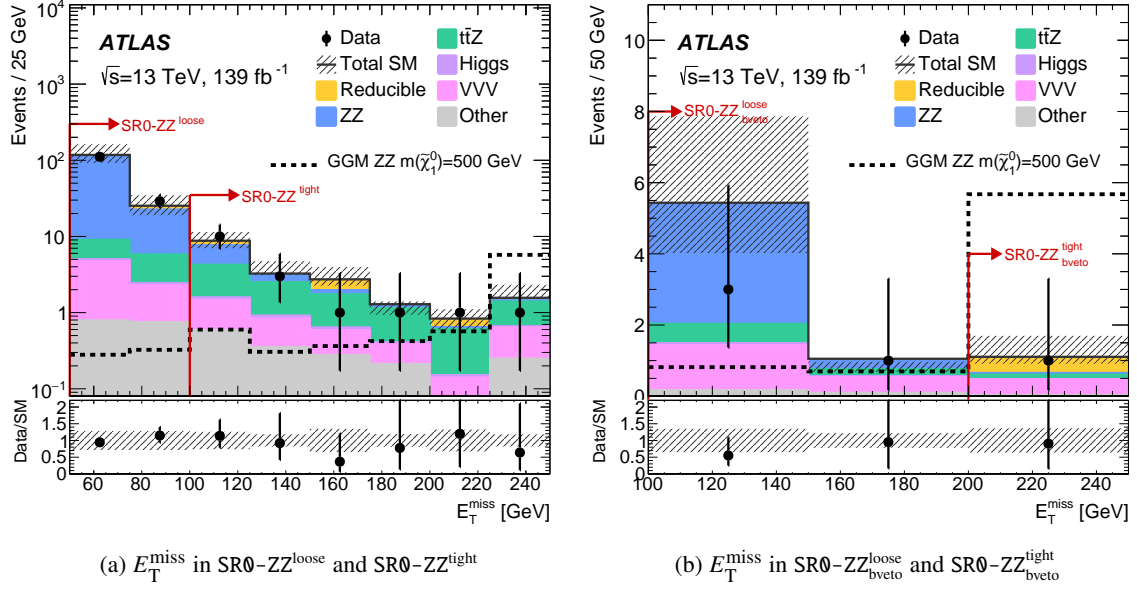 ATLAS
√s=13 TeV, 139 fb⁻¹
Data
Total SM
Reducible
ZZ
tt̄Z
Higgs
VVV
Other
GGM ZZ m(χ̃₁⁰)=500 GeV
SR0-ZZ^loose
SR0-ZZ^tight
Events / 25 GeV
10⁴
10³
10²
10
1
10⁻¹
Data/SM
2
1.5
1
0.5
0
60 80 100 120 140 160 180 200 220 240
E_T^miss [GeV]
(a) E_T^miss in SR0-ZZ^loose and SR0-ZZ^tight
ATLAS
√s=13 TeV, 139 fb⁻¹
Data
Total SM
Reducible
ZZ
tt̄Z
Higgs
VVV
Other
GGM ZZ m(χ̃₁⁰)=500 GeV
SR0-ZZ^loose_bveto
SR0-ZZ^tight_bveto
Events / 50 GeV
10
8
6
4
2
0
Data/SM
2
1.5
1
0.5
0
100 120 140 160 180 200 220 240
E_T^miss [GeV]
(b) E_T^miss in SR0-ZZ^loose_bveto and SR0-ZZ^tight_bveto